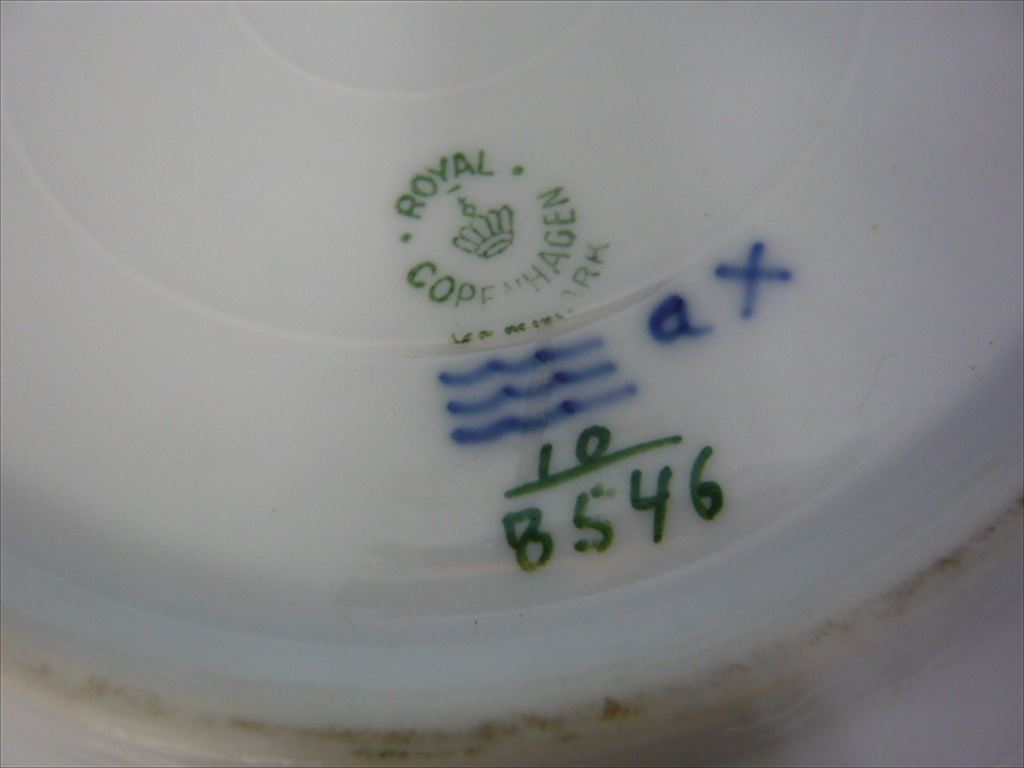 ROYAL
COPENHAGEN
a X
10
8546